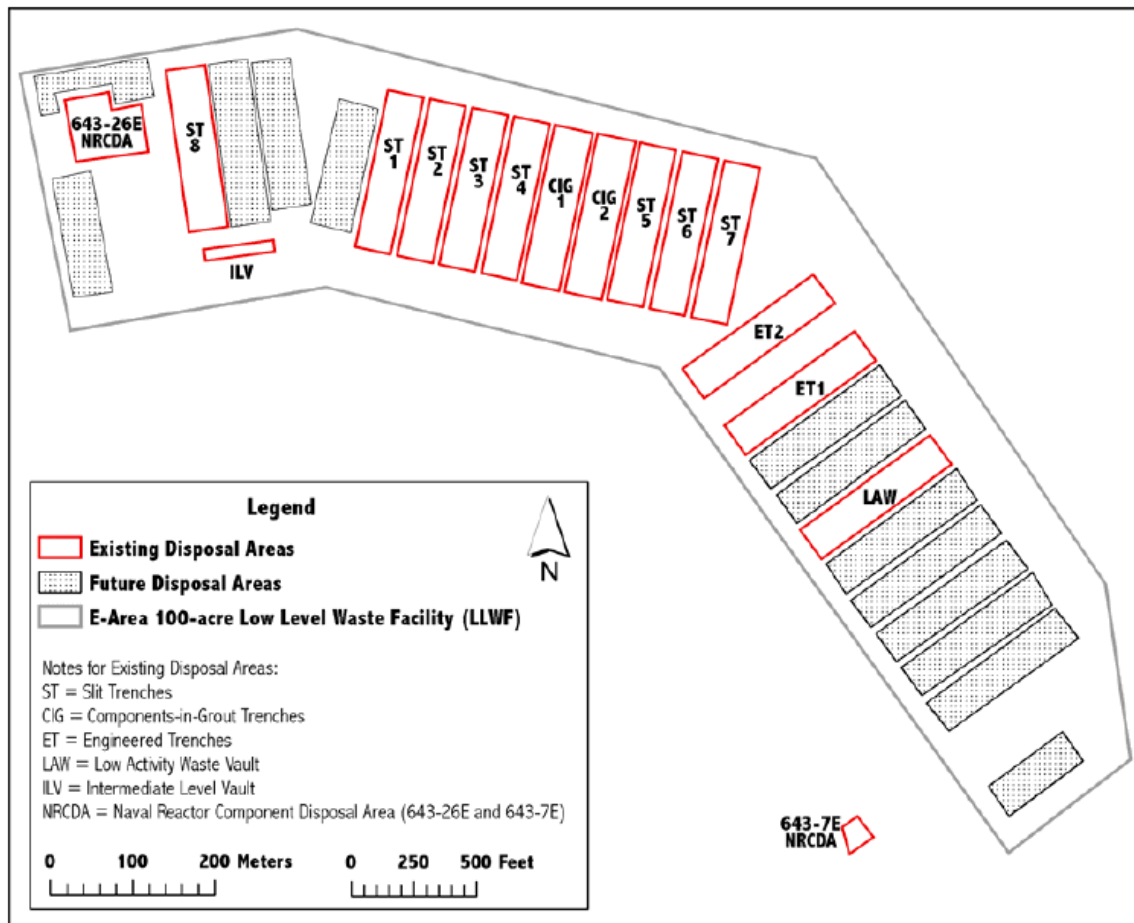 643-26E
NRCDA
ST
8
ILV
ST
1
ST
2
ST
3
ST
4
CIG
1
CIG
2
ST
5
ST
6
ST
7
ET2
ET1
LAW
643-7E
NRCDA
Legend
Existing Disposal Areas
Future Disposal Areas
E-Area 100-acre Low Level Waste Facility (LLWF)
N
Notes for Existing Disposal Areas:
ST = Slit Trenches
CIG = Components-in-Grout Trenches
ET = Engineered Trenches
LAW = Low Activity Waste Vault
ILV = Intermediate Level Vault
NRCDA = Naval Reactor Component Disposal Area (643-26E and 643-7E)
0 100 200 Meters
0 250 500 Feet